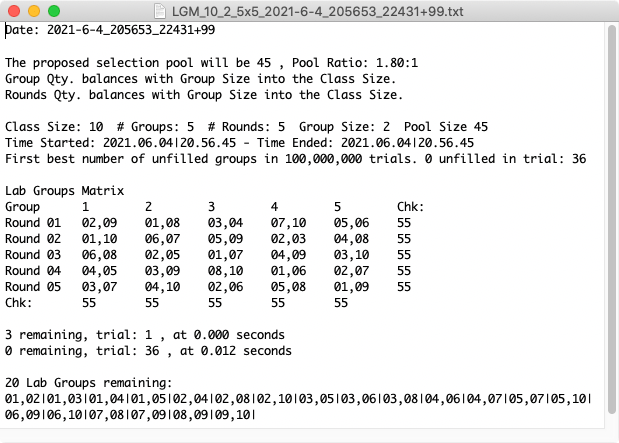 LGM_10_2_5x5_2021-6-4_205653_22431+99.txt
Date: 2021-6-4_205653_22431+99
The proposed selection pool will be 45 , Pool Ratio: 1.80:1
Group Qty. balances with Group Size into the Class Size.
Rounds Qty. balances with Group Size into the Class Size.
Class Size: 10  # Groups: 5  # Rounds: 5  Group Size: 2  Pool Size 45
Time Started: 2021.06.04|20.56.45 - Time Ended: 2021.06.04|20.56.45
First best number of unfilled groups in 100,000,000 trials. 0 unfilled in trial: 36
Lab Groups Matrix
Group 1 2 3 4 5 Chk:
Round 01 02,09 01,08 03,04 07,10 05,06 55
Round 02 01,10 06,07 05,09 02,03 04,08 55
Round 03 06,08 02,05 01,07 04,09 03,10 55
Round 04 04,05 03,09 08,10 01,06 02,07 55
Round 05 03,07 04,10 02,06 05,08 01,09 55
Chk: 55 55 55 55 55
3 remaining, trial: 1 , at 0.000 seconds
0 remaining, trial: 36 , at 0.012 seconds
20 Lab Groups remaining:
01,02|01,03|01,04|01,05|02,04|02,08|02,10|03,05|03,06|03,08|04,06|04,07|05,07|05,10|
06,09|06,10|07,08|07,09|08,09|09,10|